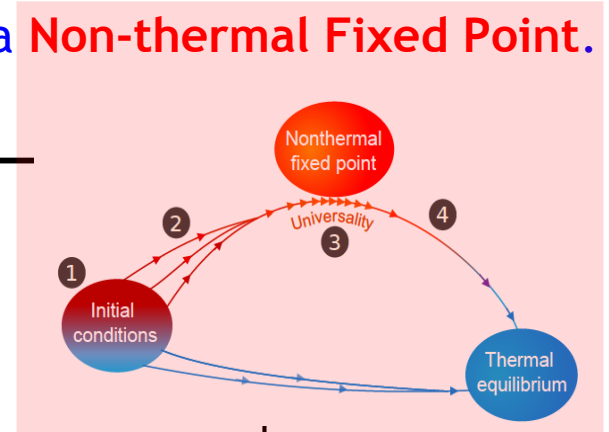 a Non-thermal Fixed Point.
Nonthermal
fixed point
2
Universality
3
4
1
Initial
conditions
Thermal
equilibrium